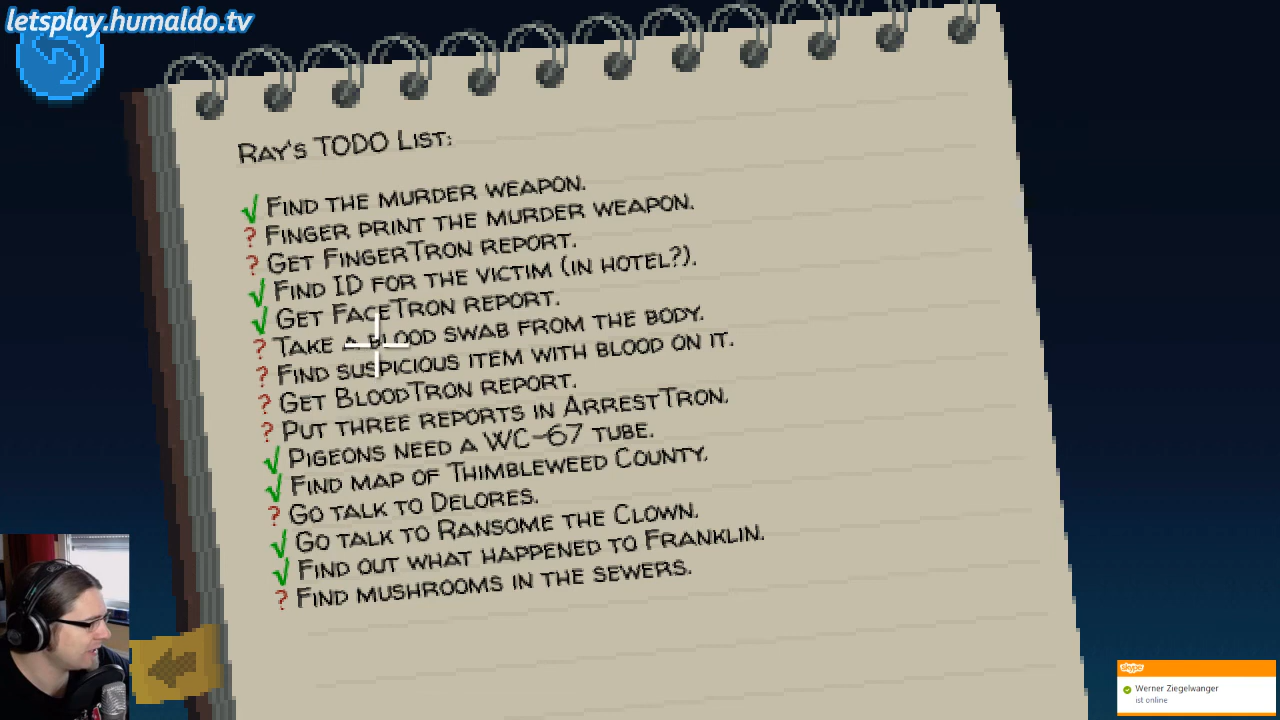 letsplay.humaldo.tv
Ray's TODO List:
√ Find the murder weapon.
? Finger print the murder weapon.
? Get FingerTron report.
√ Find ID for the victim (in hotel?).
√ Get FaceTron report.
? Take a blood swab from the body.
? Find suspicious item with blood on it.
? Get BloodTron report.
? Put three reports in ArrestTron.
√ Pigeons need a WC-67 tube.
√ Find map of Thimbleweed County.
? Go talk to Delores.
√ Go talk to Ransome the Clown.
√ Find out what happened to Franklin.
? Find mushrooms in the sewers.
skype
Werner Ziegelwanger
ist online